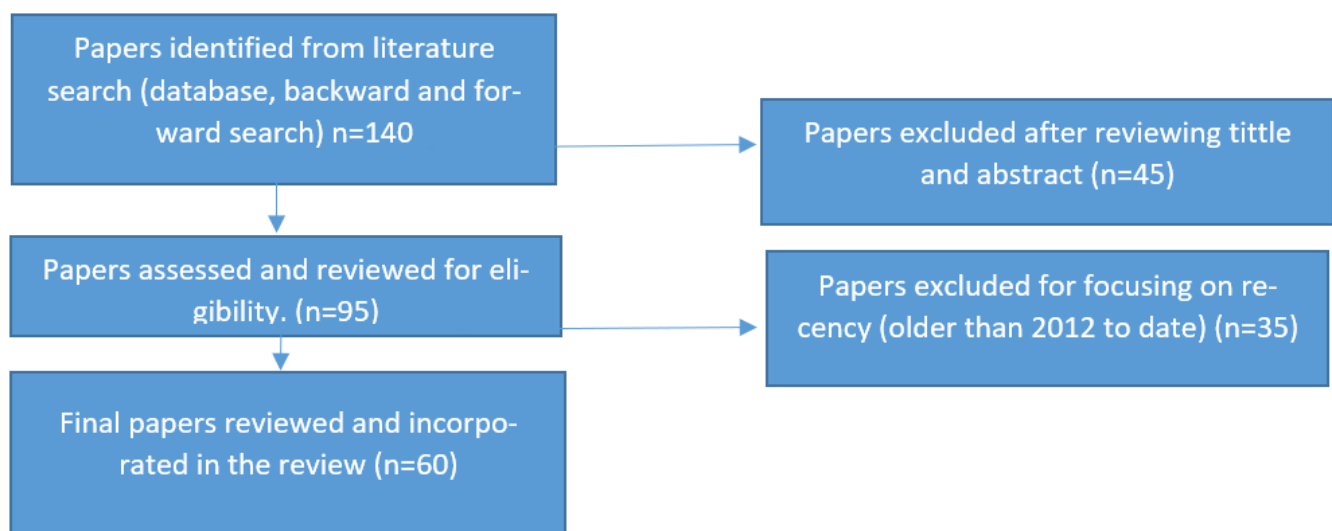 Papers identified from literature
search (database, backward and for-
ward search) n=140
Papers excluded after reviewing tittle
and abstract (n=45)
Papers assessed and reviewed for eli-
gibility. (n=95)
Papers excluded for focusing on re-
cency (older than 2012 to date) (n=35)
Final papers reviewed and incorpo-
rated in the review (n=60)